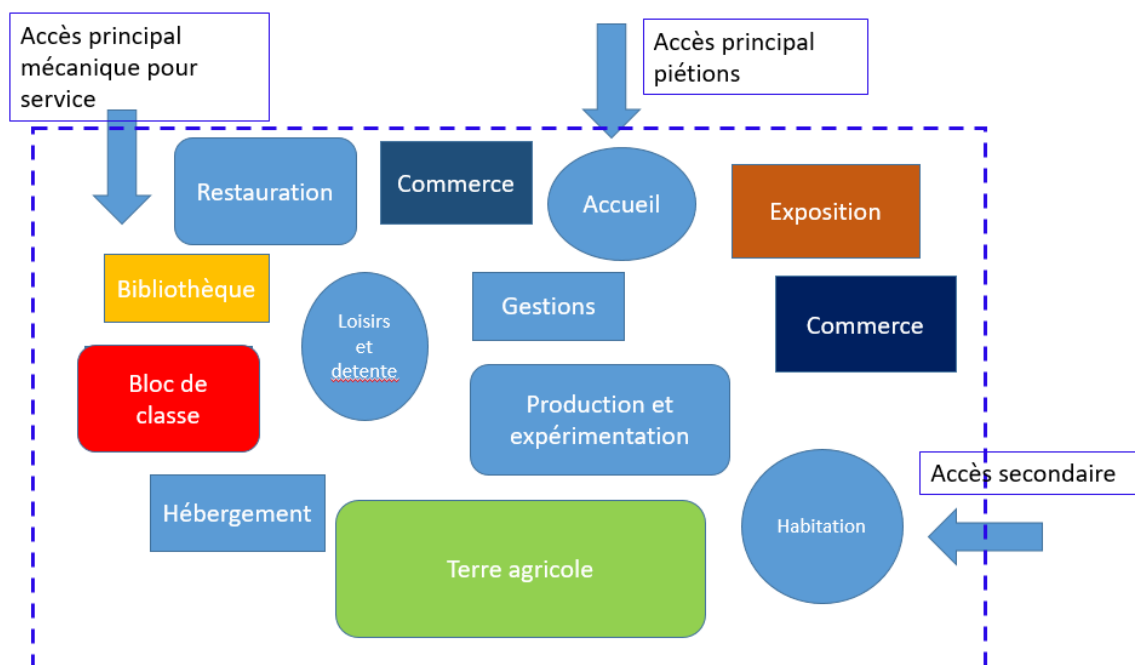 Accès principal
mécanique pour
service
Accès principal
piétions
Restauration
Commerce
Accueil
Exposition
Bibliothèque
Loisirs
et
detente
Gestions
Commerce
Bloc de
classe
Production et
expérimentation
Accès secondaire
Hébergement
Habitation
Terre agricole